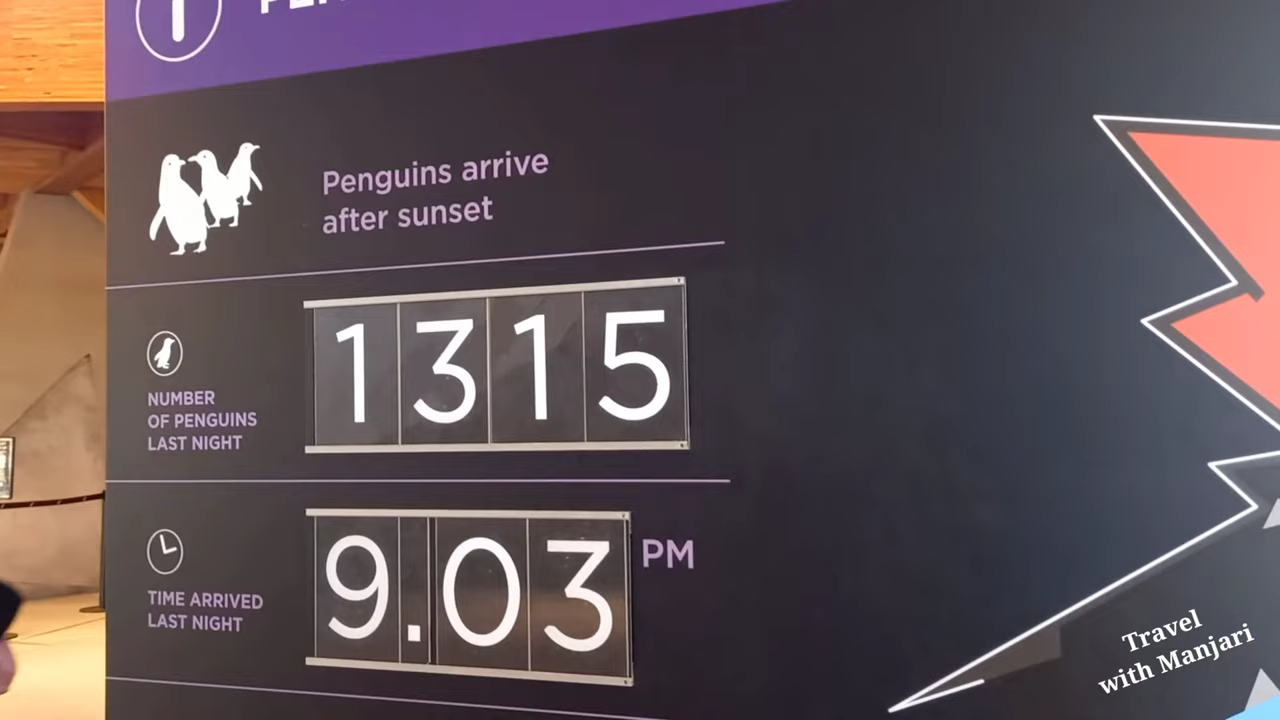 Penguins arrive
after sunset
NUMBER
OF PENGUINS
LAST NIGHT
1315
TIME ARRIVED
LAST NIGHT
9.03 PM
Travel
with Manjari